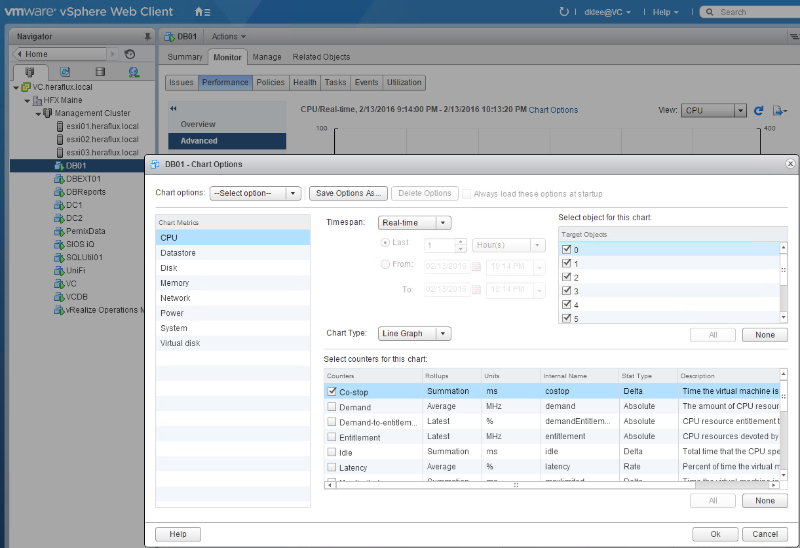 vmware® vSphere Web Client
dklee@VC
Help
Search
Navigator
Home
VC.heraflux.local
HFX Maine
Management Cluster
esxi01.heraflux.local
esxi02.heraflux.local
esxi03.heraflux.local
DB01
DBEXT01
DBReports
DC1
DC2
PernixData
SIOS iQ
SQLUtil01
UniFi
VC
VCDB
vRealize Operations M
DB01
Actions
Summary Monitor Manage Related Objects
Issues Performance Policies Health Tasks Events Utilization
Overview
Advanced
CPU/Real-time, 2/13/2016 9:14:00 PM - 2/13/2016 10:13:20 PM Chart Options
View: CPU
100 400
DB01 - Chart Options
Chart options: --Select option-- Save Options As... Delete Options Always load these options at startup
Chart Metrics
CPU
Datastore
Disk
Memory
Network
Power
System
Virtual disk
Timespan: Real-time
Last: 1 Hour(s)
From: 02/13/2016 10:14 PM
To: 02/13/2016 10:14 PM
Chart Type: Line Graph
Select object for this chart:
Target Objects
0
1
2
3
4
5
All None
Select counters for this chart:
Counters Rollups Units Internal Name Stat Type Description
Co-stop Summation ms costop Delta Time the virtual machine is
Demand Average MHz demand Absolute The amount of CPU resour
Demand-to-entitlem... Latest % demandEntitlem... Absolute CPU resource entitlement t
Entitlement Latest MHz entitlement Absolute CPU resources devoted by
Idle Summation ms idle Delta Total time that the CPU spe
Latency Average % latency Rate Percent of time the virtual m
All None
Help Ok Cancel